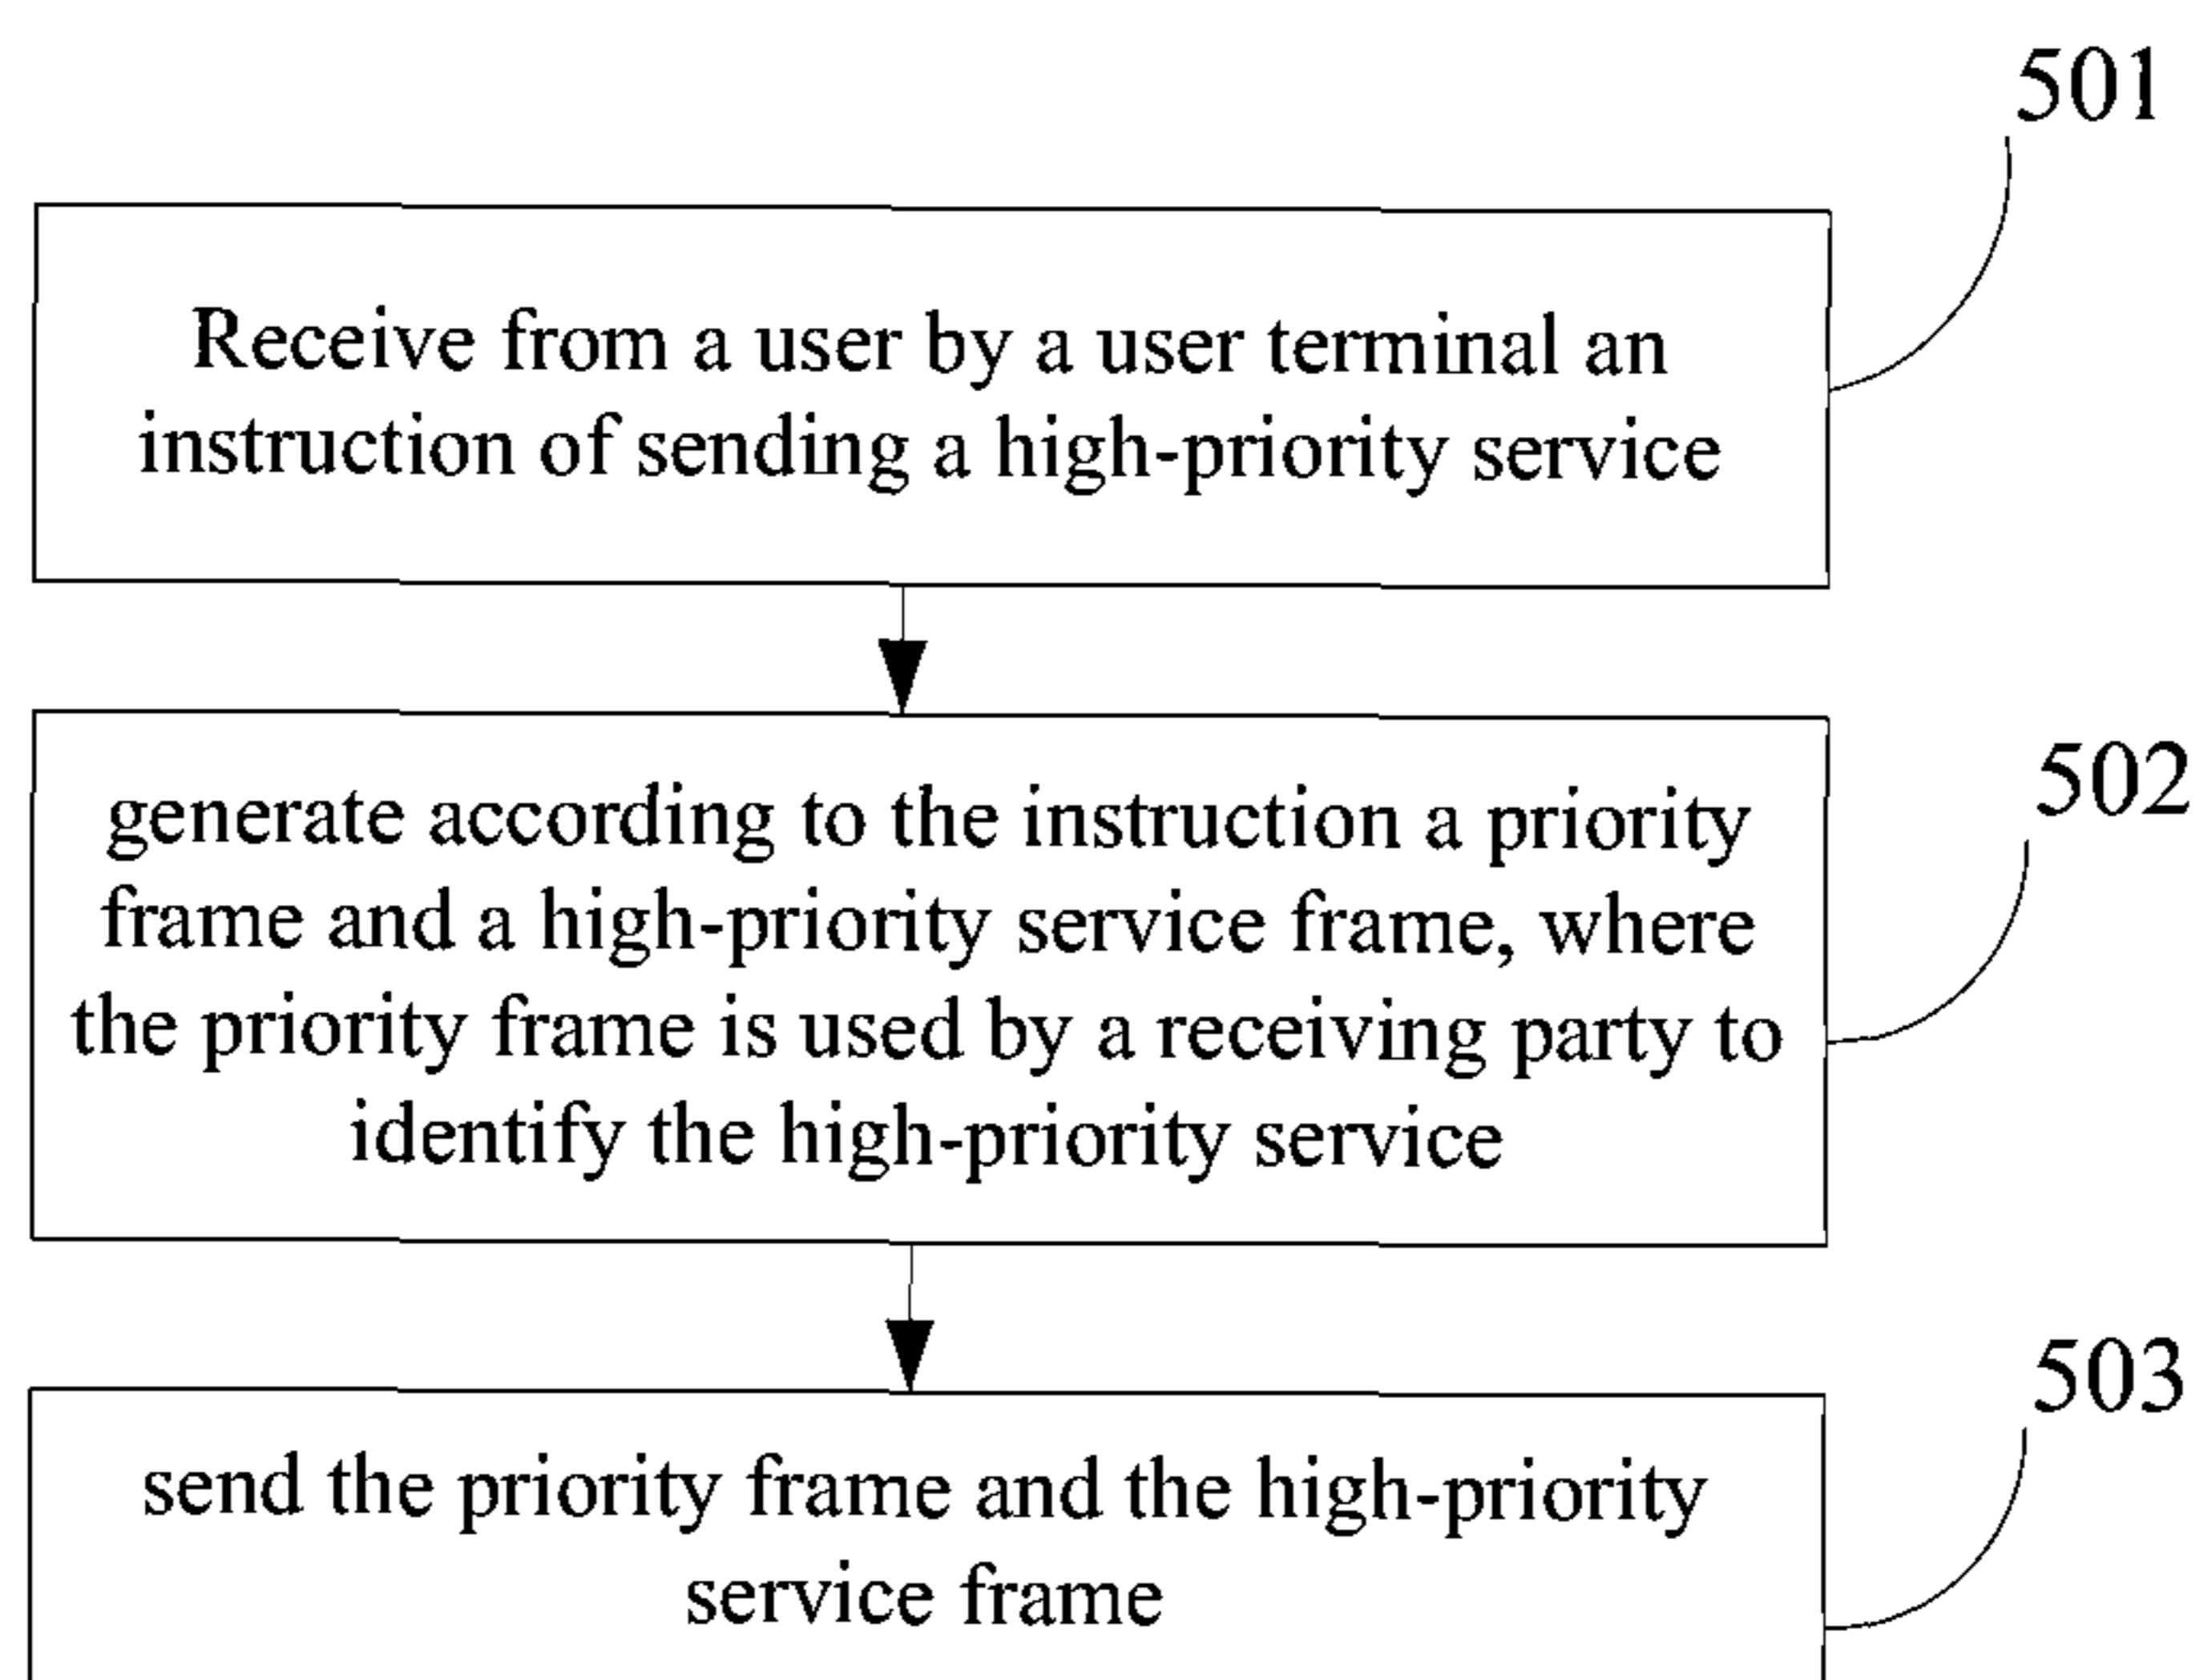 501
Receive from a user by a user terminal an
instruction of sending a high-priority service
502
generate according to the instruction a priority
frame and a high-priority service frame, where
the priority frame is used by a receiving party to
identify the high-priority service
503
send the priority frame and the high-priority
service frame